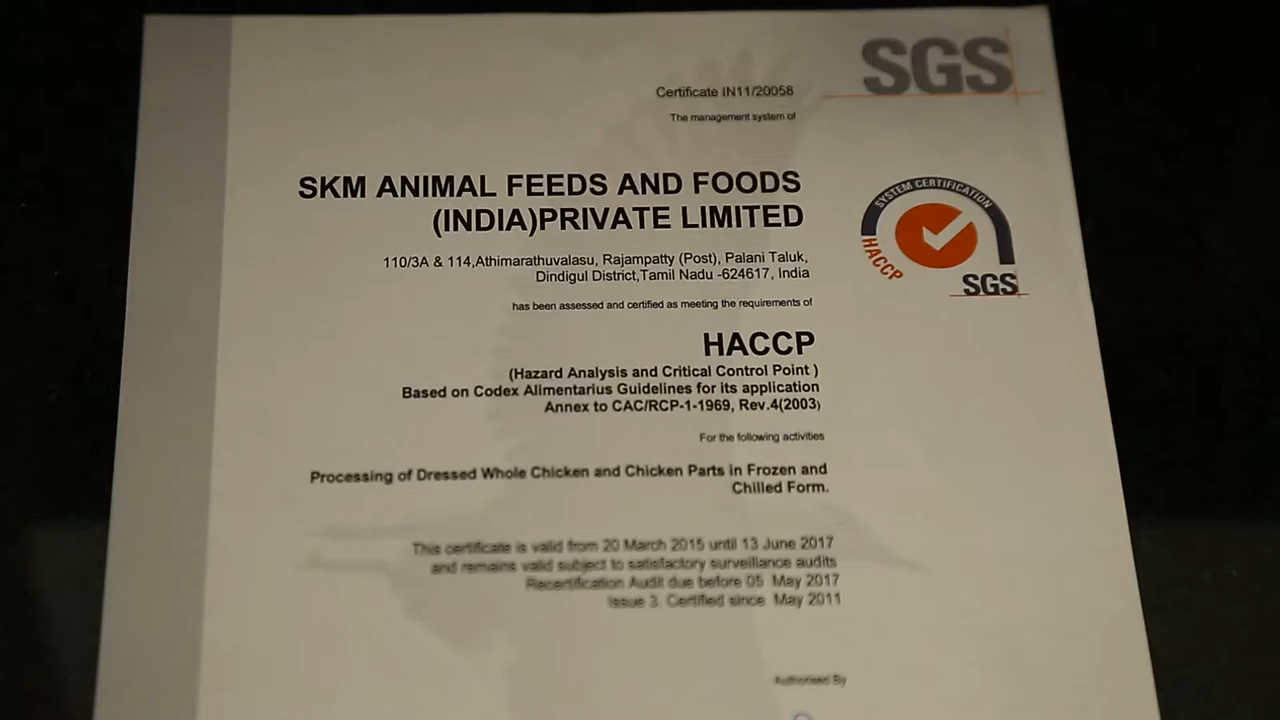 SGS
Certificate IN11/20058
The management system of
SKM ANIMAL FEEDS AND FOODS
(INDIA)PRIVATE LIMITED
110/3A & 114,Athimarathuvalasu, Rajampatty (Post), Palani Taluk,
Dindigul District,Tamil Nadu -624617, India
has been assessed and certified as meeting the requirements of
SYSTEM CERTIFICATION
HACCP
SGS
HACCP
(Hazard Analysis and Critical Control Point )
Based on Codex Alimentarius Guidelines for its application
Annex to CAC/RCP-1-1969, Rev.4(2003)
For the following activities
Processing of Dressed Whole Chicken and Chicken Parts in Frozen and
Chilled Form.
This certificate is valid from 20 March 2015 until 13 June 2017
and remains valid subject to satisfactory surveillance audits
Recertification Audit due before 05 May 2017
Issue 3. Certified since May 2011
Authorised By